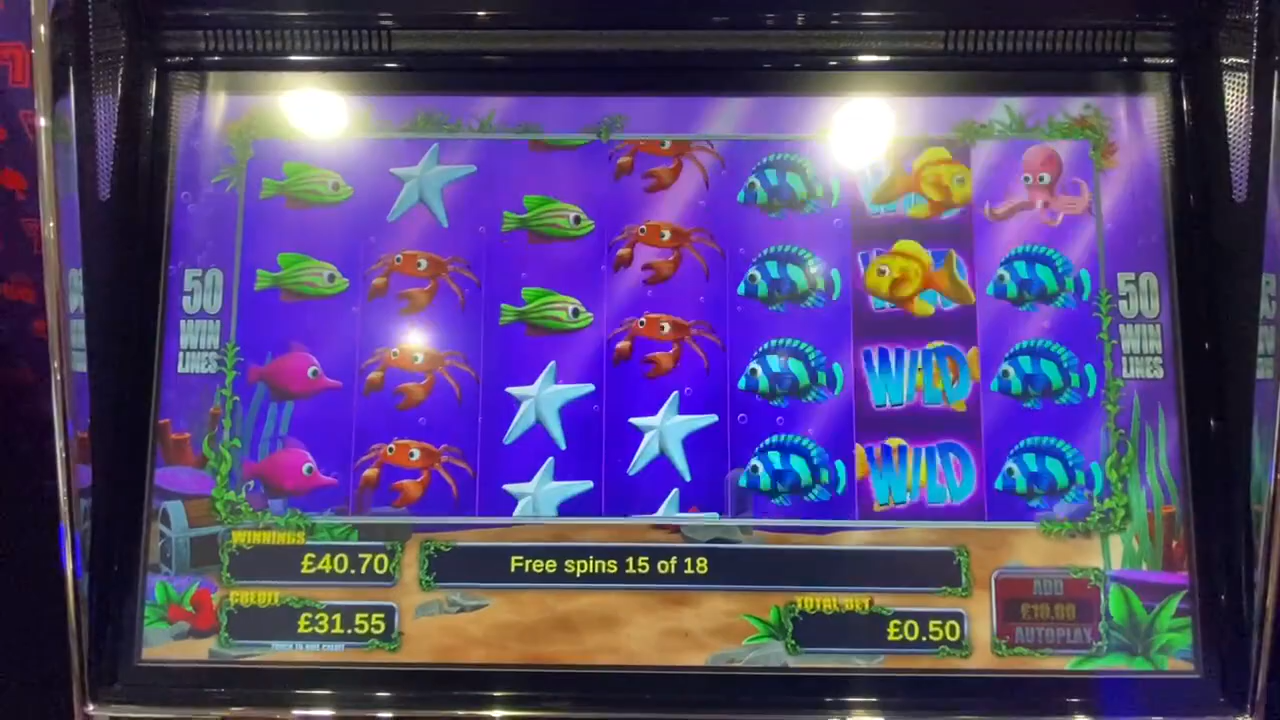 50
WIN
LINES
50
WIN
LINES
WILD
WILD
WINNINGS
£40.70
Free spins 15 of 18
CREDIT
£31.55
TOTAL BET
£0.50
ADD
£10.00
AUTOPLAY